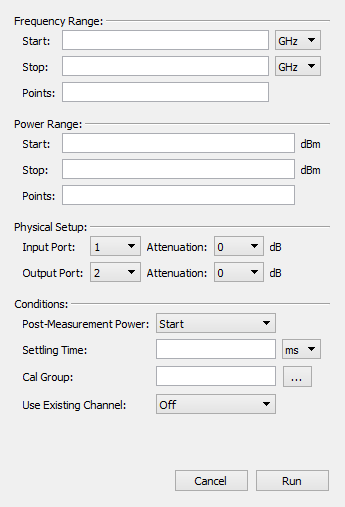 Frequency Range:
Start: GHz
Stop: GHz
Points:
Power Range:
Start: dBm
Stop: dBm
Points:
Physical Setup:
Input Port: 1 Attenuation: 0 dB
Output Port: 2 Attenuation: 0 dB
Conditions:
Post-Measurement Power: Start
Settling Time: ms
Cal Group: ...
Use Existing Channel: Off
Cancel Run